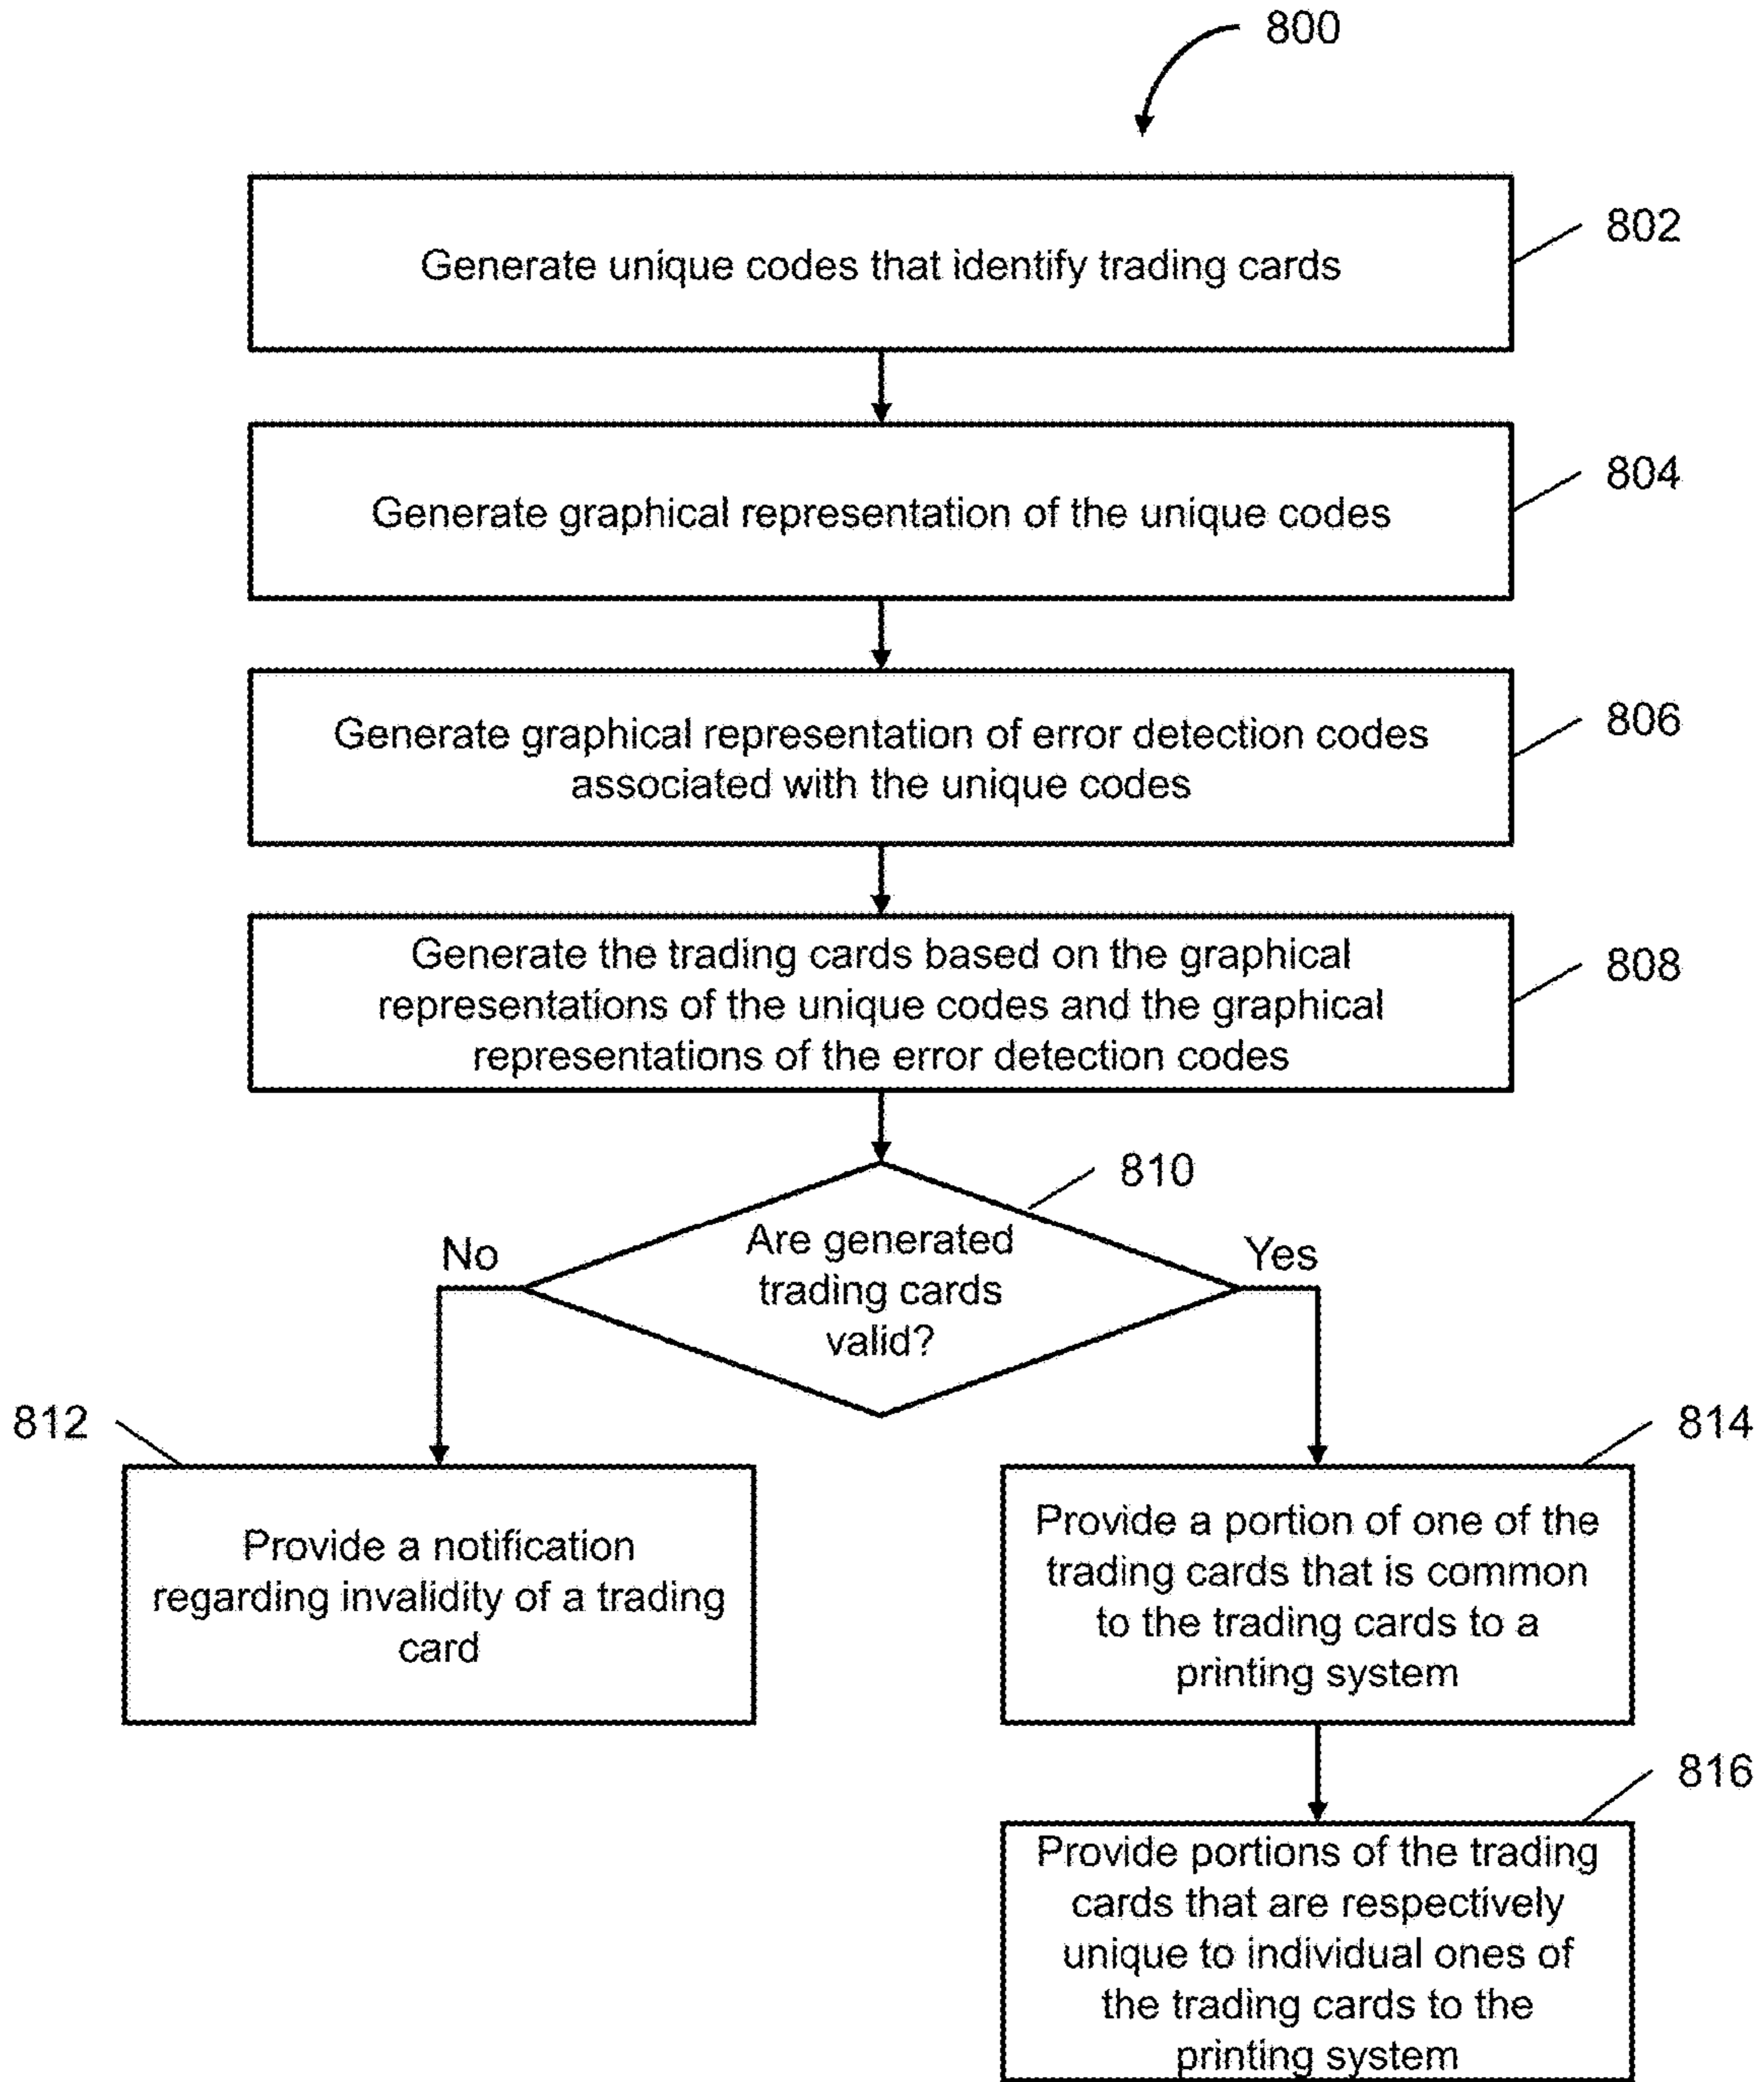 800
Generate unique codes that identify trading cards
802
Generate graphical representation of the unique codes
804
Generate graphical representation of error detection codes
associated with the unique codes
806
Generate the trading cards based on the graphical
representations of the unique codes and the graphical
representations of the error detection codes
808
810
Are generated
trading cards
valid?
No
Yes
812
Provide a notification
regarding invalidity of a trading
card
814
Provide a portion of one of the
trading cards that is common
to the trading cards to a
printing system
816
Provide portions of the trading
cards that are respectively
unique to individual ones of
the trading cards to the
printing system